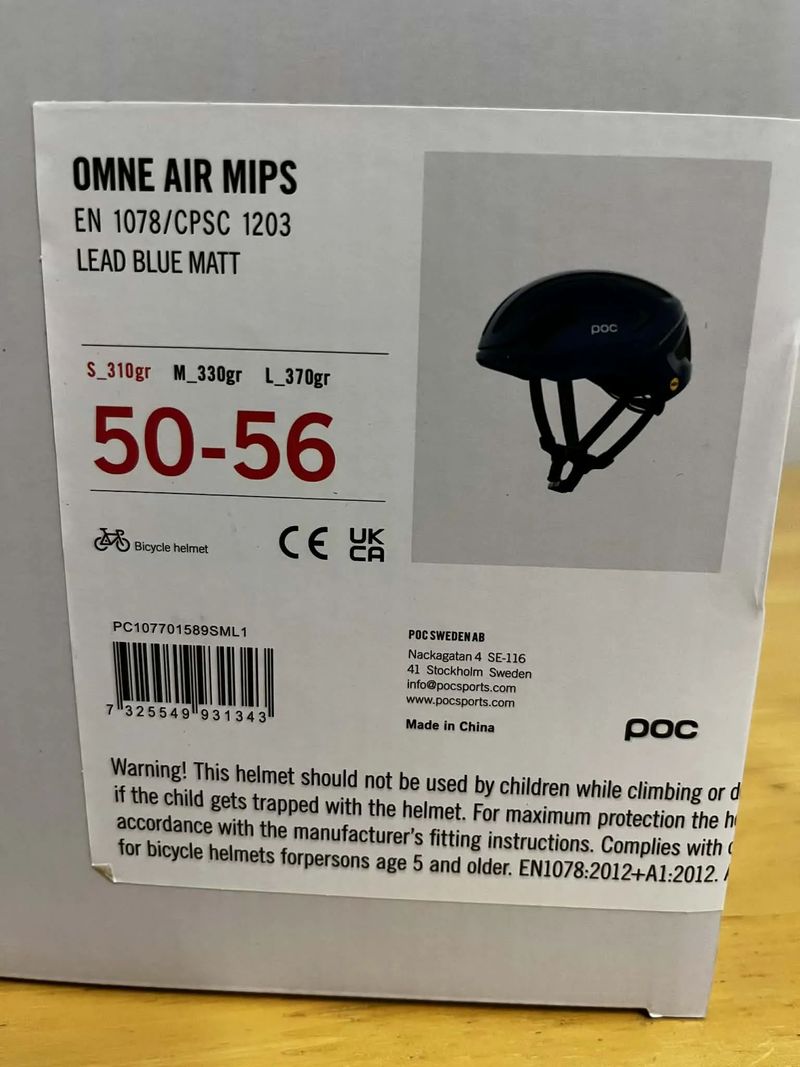 OMNE AIR MIPS
EN 1078/CPSC 1203
LEAD BLUE MATT
S_310gr M_330gr L_370gr
50-56
Bicycle helmet
CE UK CA
poc
PC107701589SML1
7 325549 931343
POC SWEDEN AB
Nackagatan 4 SE-116
41 Stockholm Sweden
info@pocsports.com
www.pocsports.com
Made in China
poc
Warning! This helmet should not be used by children while climbing or
if the child gets trapped with the helmet. For maximum protection the
accordance with the manufacturer's fitting instructions. Complies with
for bicycle helmets forpersons age 5 and older. EN1078:2012+A1:2012.